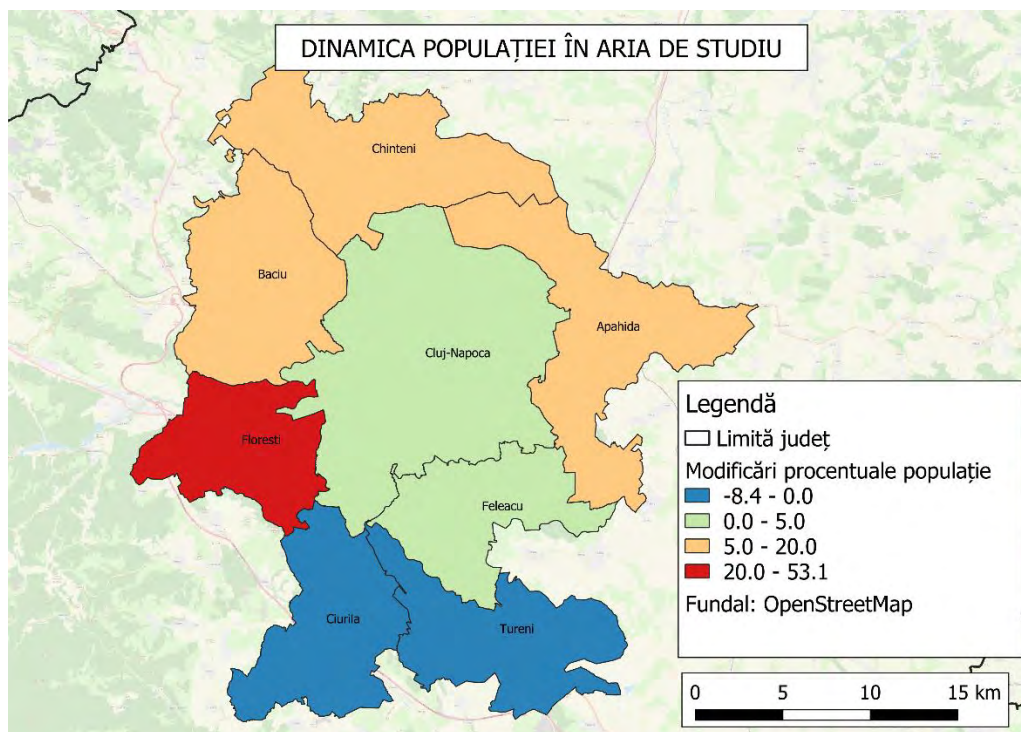 DINAMICA POPULAȚIEI ÎN ARIA DE STUDIU
Chinteni
Baciu
Apahida
Cluj-Napoca
Floresti
Feleacu
Ciurila
Tureni
Legendă
Limită județ
Modificări procentuale populație
-8.4 - 0.0
0.0 - 5.0
5.0 - 20.0
20.0 - 53.1
Fundal: OpenStreetMap
0 5 10 15 km